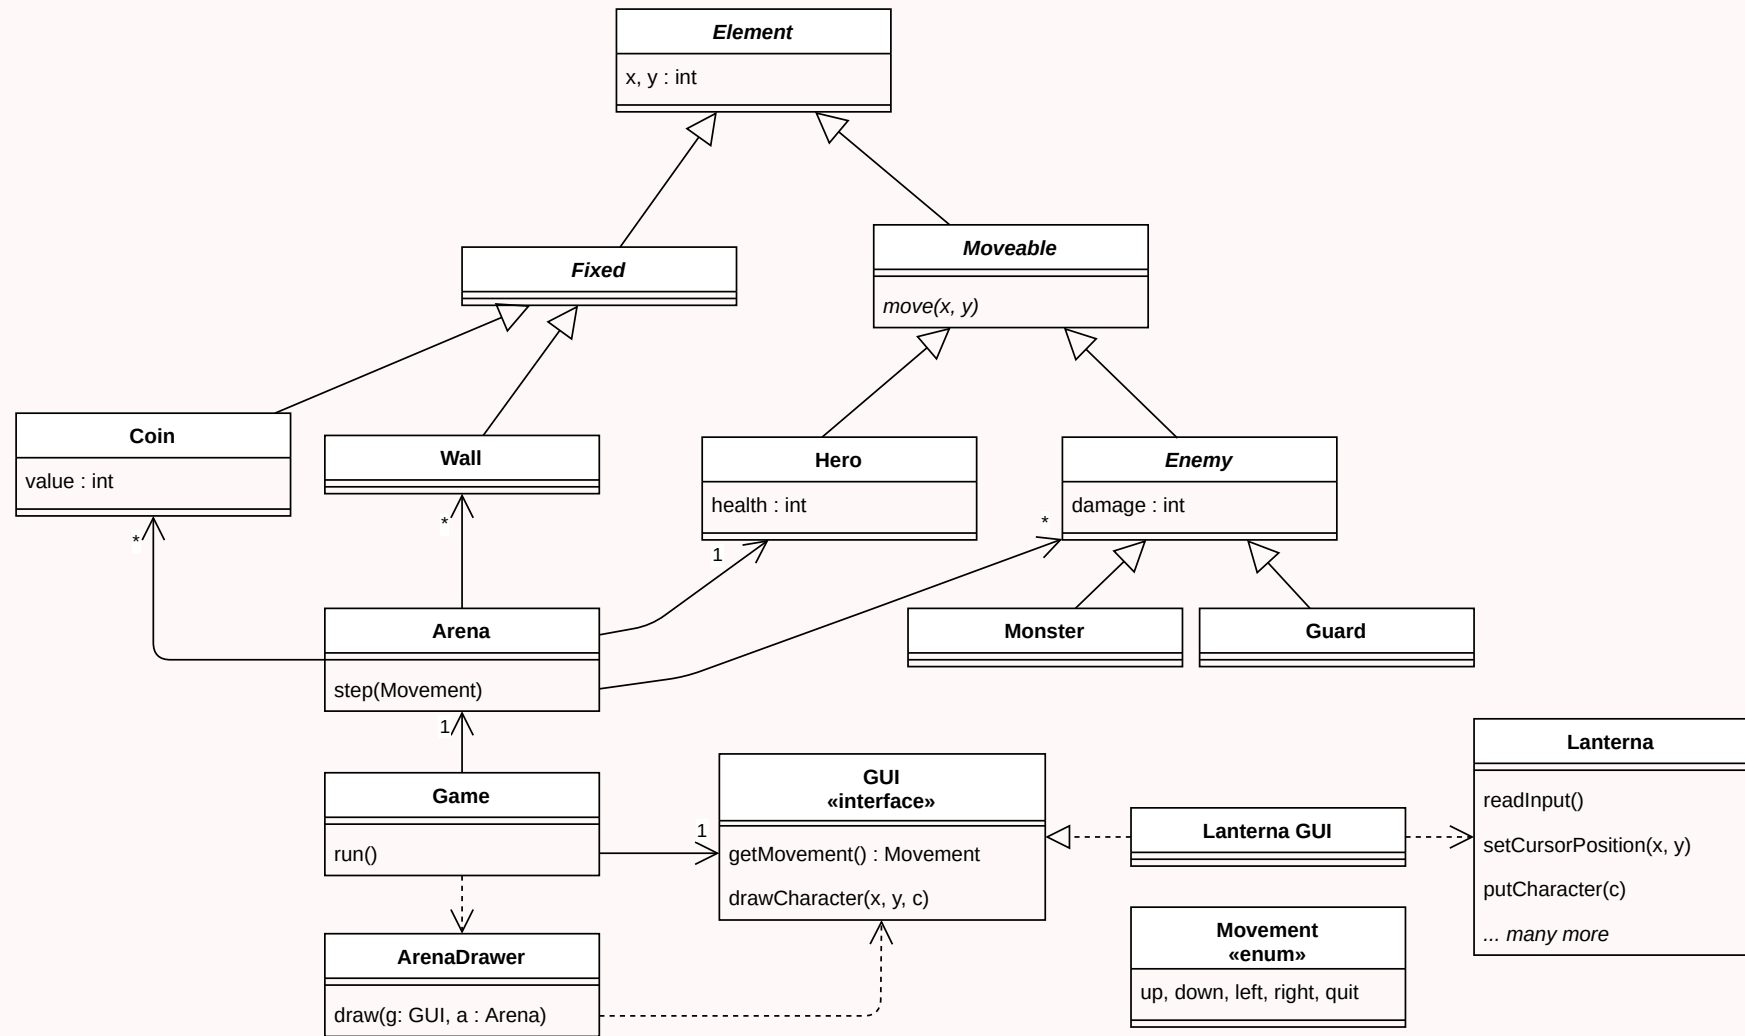 Element
x, y : int
Fixed
Moveable
move(x, y)
Coin
value : int
Wall
Hero
health : int
Enemy
damage : int
*
*
1
*
Arena
step(Movement)
Monster
Guard
1
Game
run()
1
GUI
«interface»
getMovement() : Movement
drawCharacter(x, y, c)
Lanterna GUI
Lanterna
readInput()
setCursorPosition(x, y)
putCharacter(c)
... many more
ArenaDrawer
draw(g: GUI, a : Arena)
Movement
«enum»
up, down, left, right, quit